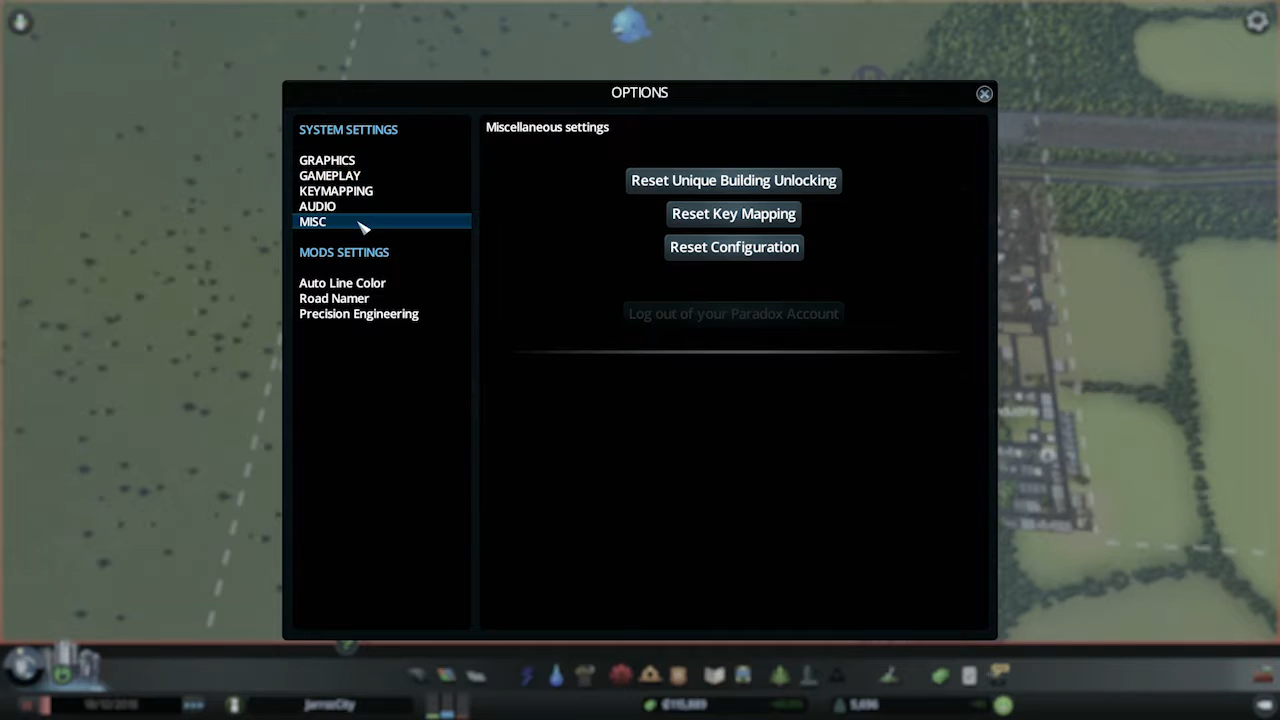 OPTIONS
SYSTEM SETTINGS
GRAPHICS
GAMEPLAY
KEYMAPPING
AUDIO
MISC
MODS SETTINGS
Auto Line Color
Road Namer
Precision Engineering
Miscellaneous settings
Reset Unique Building Unlocking
Reset Key Mapping
Reset Configuration
Log out of your Paradox Account